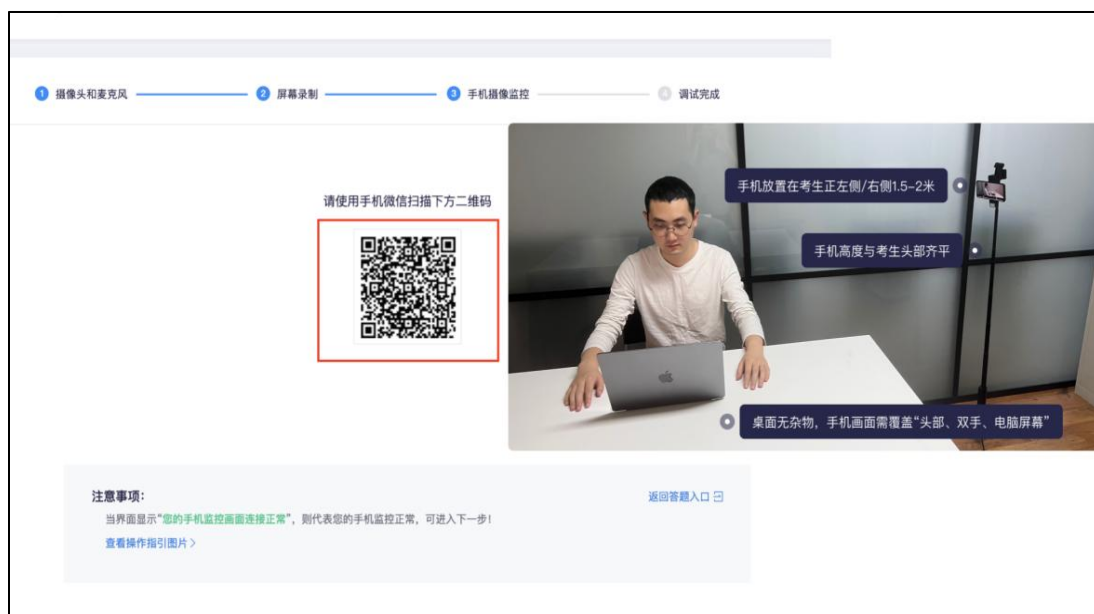 1 摄像头和麦克风 2 屏幕录制 3 手机摄像监控 4 调试完成
请使用手机微信扫描下方二维码
手机放置在考生正左侧/右侧1.5-2米
手机高度与考生头部齐平
桌面无杂物，手机画面需覆盖“头部、双手、电脑屏幕”
注意事项：
返回答题入口
当界面显示“您的手机监控画面连接正常”，则代表您的手机监控正常，可进入下一步！
查看操作指引图片 >